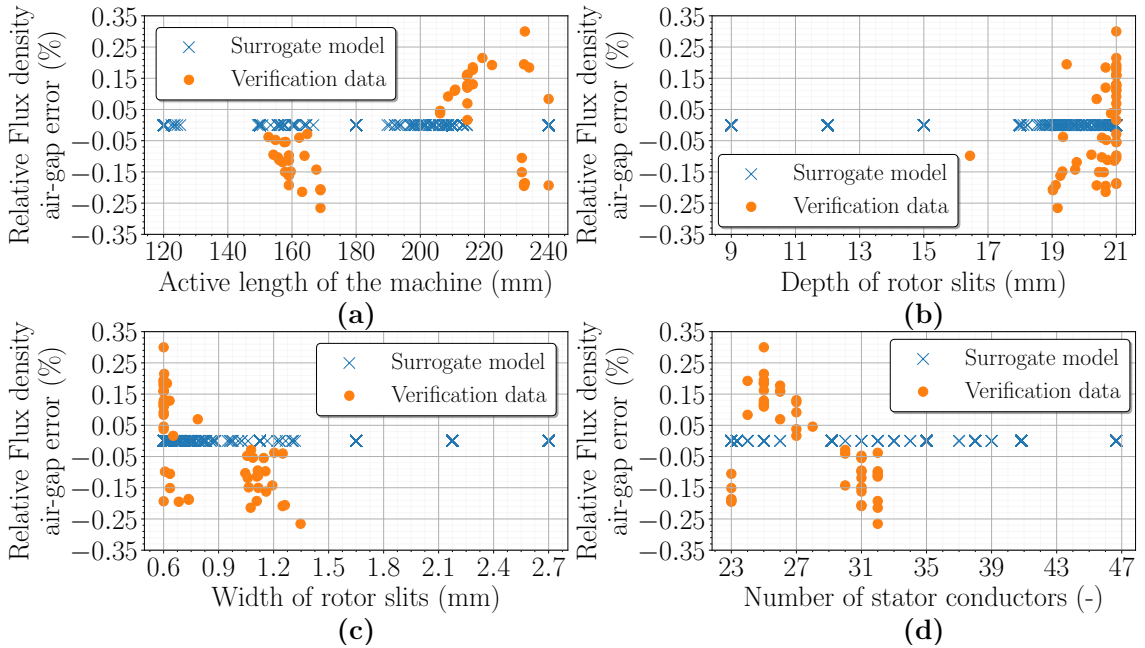 Relative Flux density
air-gap error (%)
0.35
0.25
0.15
0.05
−0.05
−0.15
−0.25
−0.35
Surrogate model
Verification data
120 140 160 180 200 220 240
Active length of the machine (mm)
(a)
Relative Flux density
air-gap error (%)
0.35
0.25
0.15
0.05
−0.05
−0.15
−0.25
−0.35
Surrogate model
Verification data
9 11 13 15 17 19 21
Depth of rotor slits (mm)
(b)
Relative Flux density
air-gap error (%)
0.35
0.25
0.15
0.05
−0.05
−0.15
−0.25
−0.35
Surrogate model
Verification data
0.6 0.9 1.2 1.5 1.8 2.1 2.4 2.7
Width of rotor slits (mm)
(c)
Relative Flux density
air-gap error (%)
0.35
0.25
0.15
0.05
−0.05
−0.15
−0.25
−0.35
Surrogate model
Verification data
23 27 31 35 39 43 47
Number of stator conductors (-)
(d)